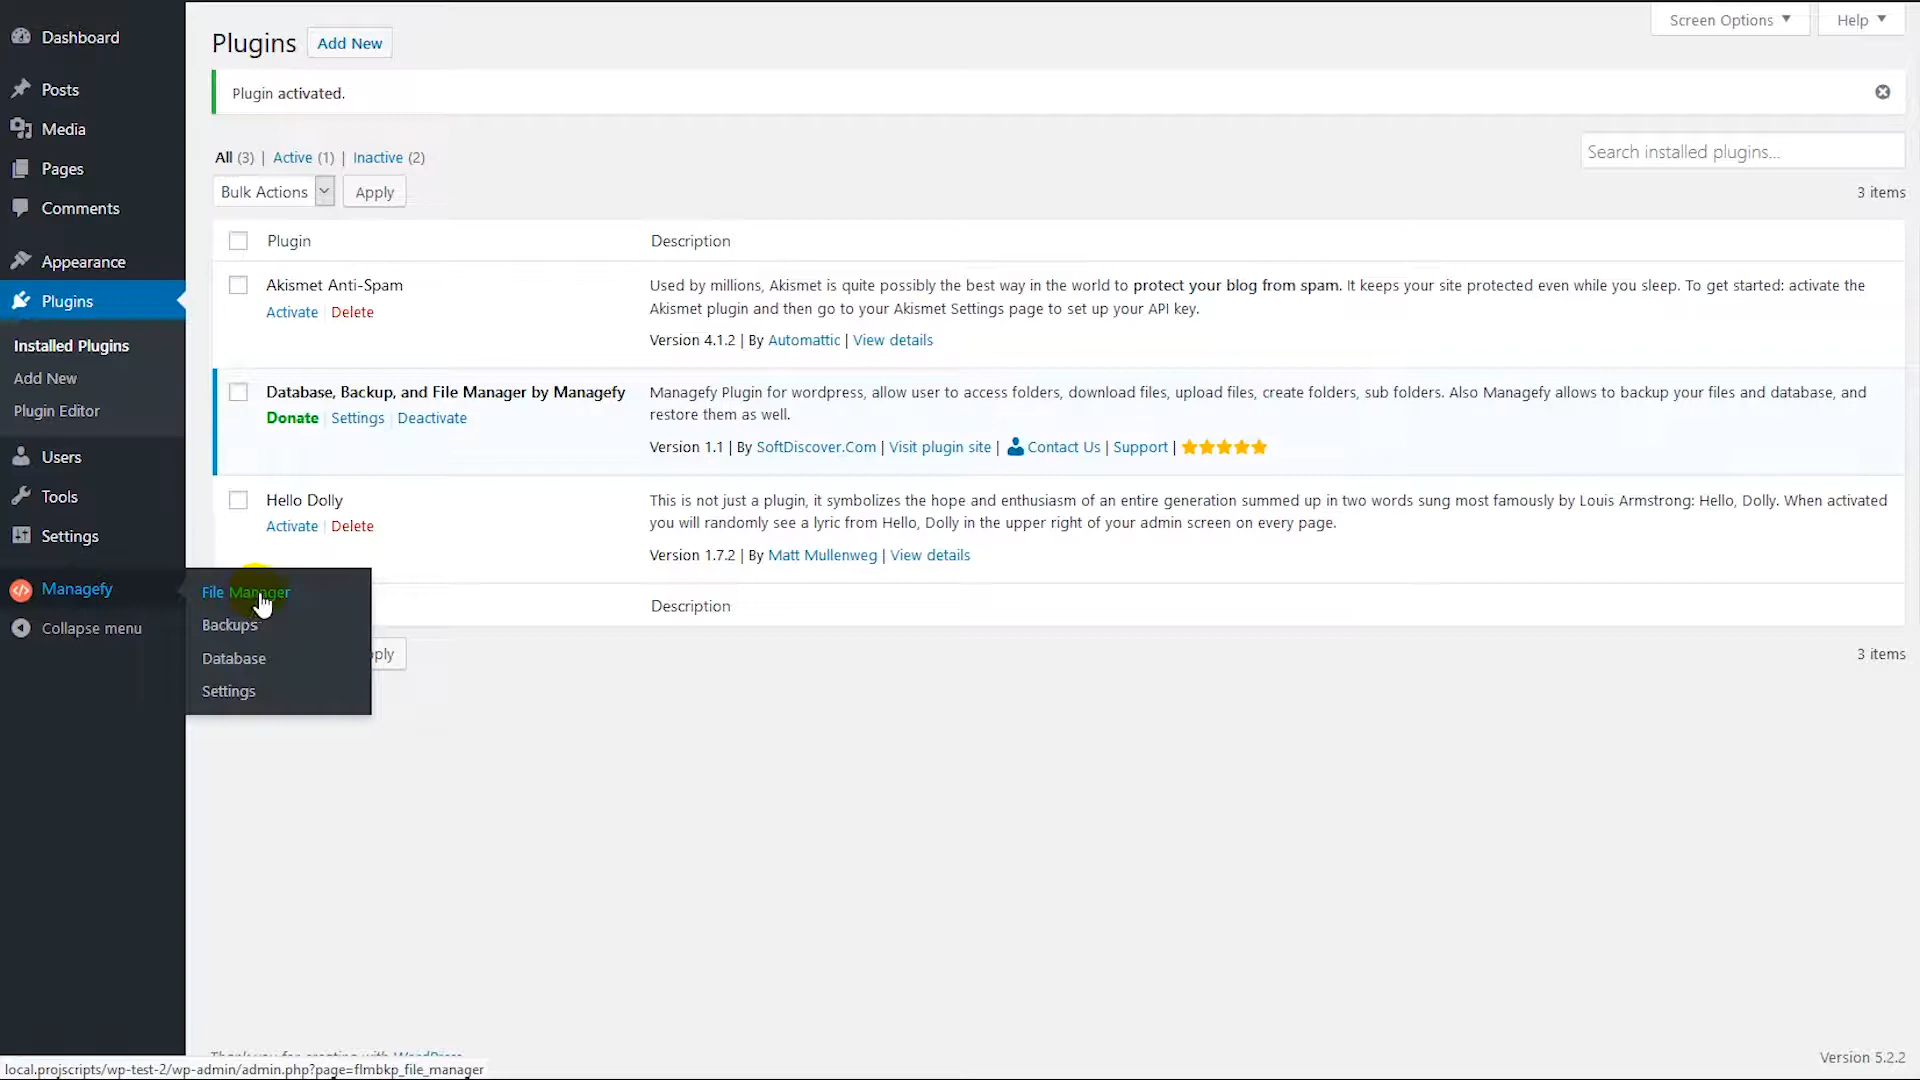 Dashboard
Posts
Media
Pages
Comments
Appearance
Plugins
Installed Plugins
Add New
Plugin Editor
Users
Tools
Settings
Managefy
Collapse menu
File Manager
Backups
Database
Settings
Screen Options ▼
Help ▼
Plugins
Add New
Plugin activated.
All (3) | Active (1) | Inactive (2)
Search installed plugins...
Bulk Actions
Apply
3 items
Plugin
Description
Akismet Anti-Spam
Activate | Delete
Used by millions, Akismet is quite possibly the best way in the world to protect your blog from spam. It keeps your site protected even while you sleep. To get started: activate the
Akismet plugin and then go to your Akismet Settings page to set up your API key.
Version 4.1.2 | By Automattic | View details
Database, Backup, and File Manager by Managefy
Donate | Settings | Deactivate
Managefy Plugin for wordpress, allow user to access folders, download files, upload files, create folders, sub folders. Also Managefy allows to backup your files and database, and
restore them as well.
Version 1.1 | By SoftDiscover.Com | Visit plugin site | Contact Us | Support |
Hello Dolly
Activate | Delete
This is not just a plugin, it symbolizes the hope and enthusiasm of an entire generation summed up in two words sung most famously by Louis Armstrong: Hello, Dolly. When activated
you will randomly see a lyric from Hello, Dolly in the upper right of your admin screen on every page.
Version 1.7.2 | By Matt Mullenweg | View details
Description
pply
3 items
Thank you for creating with WordPress
Version 5.2.2
local.projscripts/wp-test-2/wp-admin/admin.php?page=flmbkp_file_manager